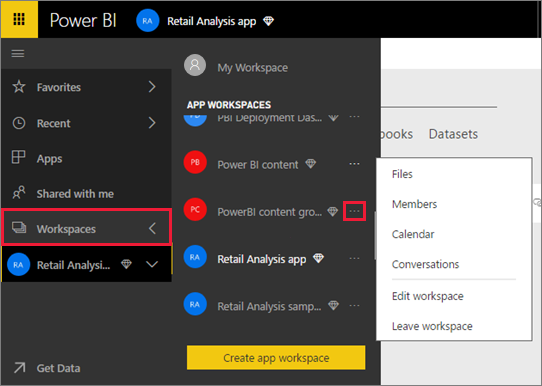 Power BI
RA Retail Analysis app
Favorites
Recent
Apps
Shared with me
Workspaces
RA Retail Analysis...
Get Data
My Workspace
APP WORKSPACES
PBI Deployment Das...
PB Power BI content ...
PC PowerBI content gro... ...
RA Retail Analysis app ...
RA Retail Analysis samp... ...
Create app workspace
books Datasets
Files
Members
Calendar
Conversations
Edit workspace
Leave workspace